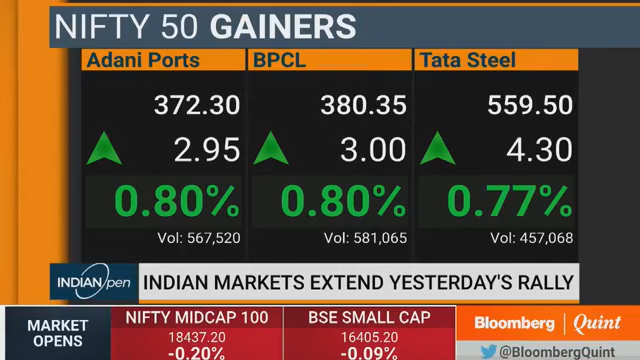 NIFTY 50 GAINERS
Adani Ports
372.30
2.95
0.80%
Vol: 567,520
BPCL
380.35
3.00
0.80%
Vol: 581,065
Tata Steel
559.50
4.30
0.77%
Vol: 457,068
INDIAN Open
INDIAN MARKETS EXTEND YESTERDAY'S RALLY
MARKET
OPENS
NIFTY MIDCAP 100
18437.20
-0.20%
BSE SMALL CAP
16405.20
-0.09%
Bloomberg | Quint
@BloombergQuint